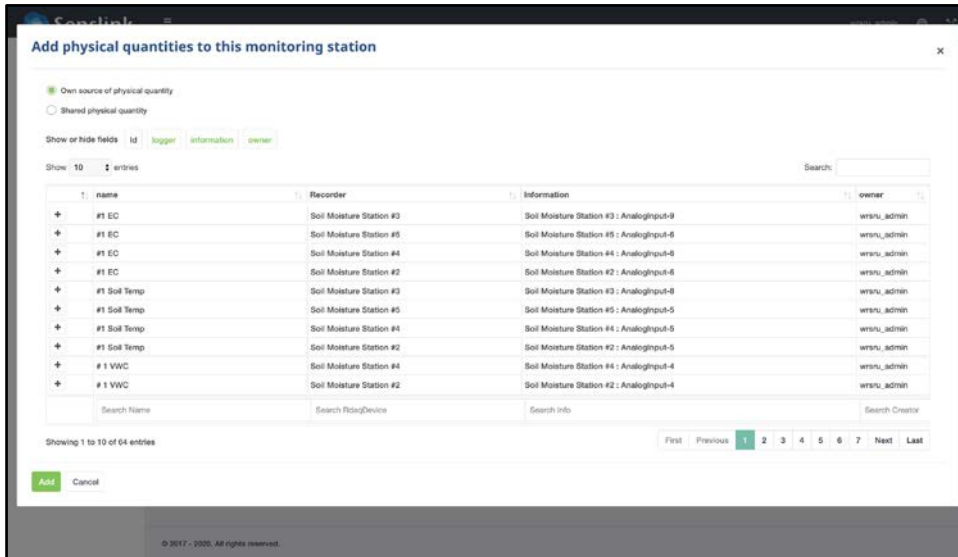 Senslink
wrsru_admin
Add physical quantities to this monitoring station
×
Own source of physical quantity
Shared physical quantity
Show or hide fields Id logger information owner
Show 10 entries Search:
name Recorder Information owner
+ #1 EC Soil Moisture Station #3 Soil Moisture Station #3 : AnalogInput-9 wrsru_admin
+ #1 EC Soil Moisture Station #5 Soil Moisture Station #5 : AnalogInput-6 wrsru_admin
+ #1 EC Soil Moisture Station #4 Soil Moisture Station #4 : AnalogInput-6 wrsru_admin
+ #1 EC Soil Moisture Station #2 Soil Moisture Station #2 : AnalogInput-6 wrsru_admin
+ #1 Soil Temp Soil Moisture Station #3 Soil Moisture Station #3 : AnalogInput-8 wrsru_admin
+ #1 Soil Temp Soil Moisture Station #5 Soil Moisture Station #5 : AnalogInput-5 wrsru_admin
+ #1 Soil Temp Soil Moisture Station #4 Soil Moisture Station #4 : AnalogInput-5 wrsru_admin
+ #1 Soil Temp Soil Moisture Station #2 Soil Moisture Station #2 : AnalogInput-5 wrsru_admin
+ # 1 VWC Soil Moisture Station #4 Soil Moisture Station #4 : AnalogInput-4 wrsru_admin
+ # 1 VWC Soil Moisture Station #2 Soil Moisture Station #2 : AnalogInput-4 wrsru_admin
Search Name Search RdaqDevice Search Info Search Creator
Showing 1 to 10 of 64 entries First Previous 1 2 3 4 5 6 7 Next Last
Add Cancel
© 2017 - 2020. All rights reserved.